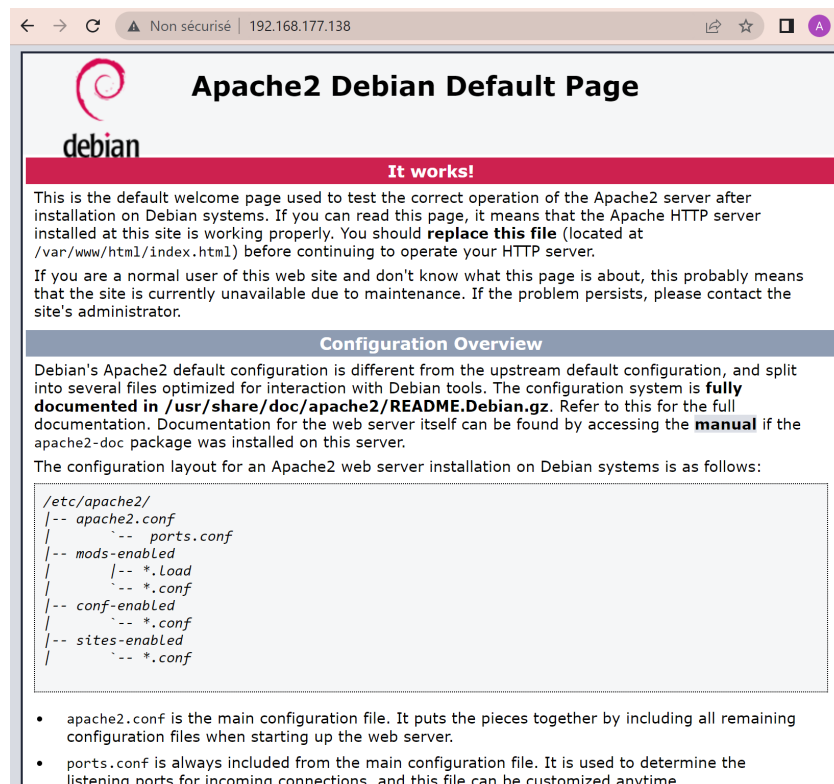 Non sécurisé | 192.168.177.138
A
debian
Apache2 Debian Default Page
It works!
This is the default welcome page used to test the correct operation of the Apache2 server after
installation on Debian systems. If you can read this page, it means that the Apache HTTP server
installed at this site is working properly. You should replace this file (located at
/var/www/html/index.html) before continuing to operate your HTTP server.
If you are a normal user of this web site and don't know what this page is about, this probably means
that the site is currently unavailable due to maintenance. If the problem persists, please contact the
site's administrator.
Configuration Overview
Debian's Apache2 default configuration is different from the upstream default configuration, and split
into several files optimized for interaction with Debian tools. The configuration system is fully
documented in /usr/share/doc/apache2/README.Debian.gz. Refer to this for the full
documentation. Documentation for the web server itself can be found by accessing the manual if the
apache2-doc package was installed on this server.
The configuration layout for an Apache2 web server installation on Debian systems is as follows:
/etc/apache2/
|-- apache2.conf
|       `--  ports.conf
|-- mods-enabled
|       |-- *.load
|       `-- *.conf
|-- conf-enabled
|       `-- *.conf
|-- sites-enabled
|       `-- *.conf
• apache2.conf is the main configuration file. It puts the pieces together by including all remaining
configuration files when starting up the web server.
• ports.conf is always included from the main configuration file. It is used to determine the
listening ports for incoming connections, and this file can be customized anytime.